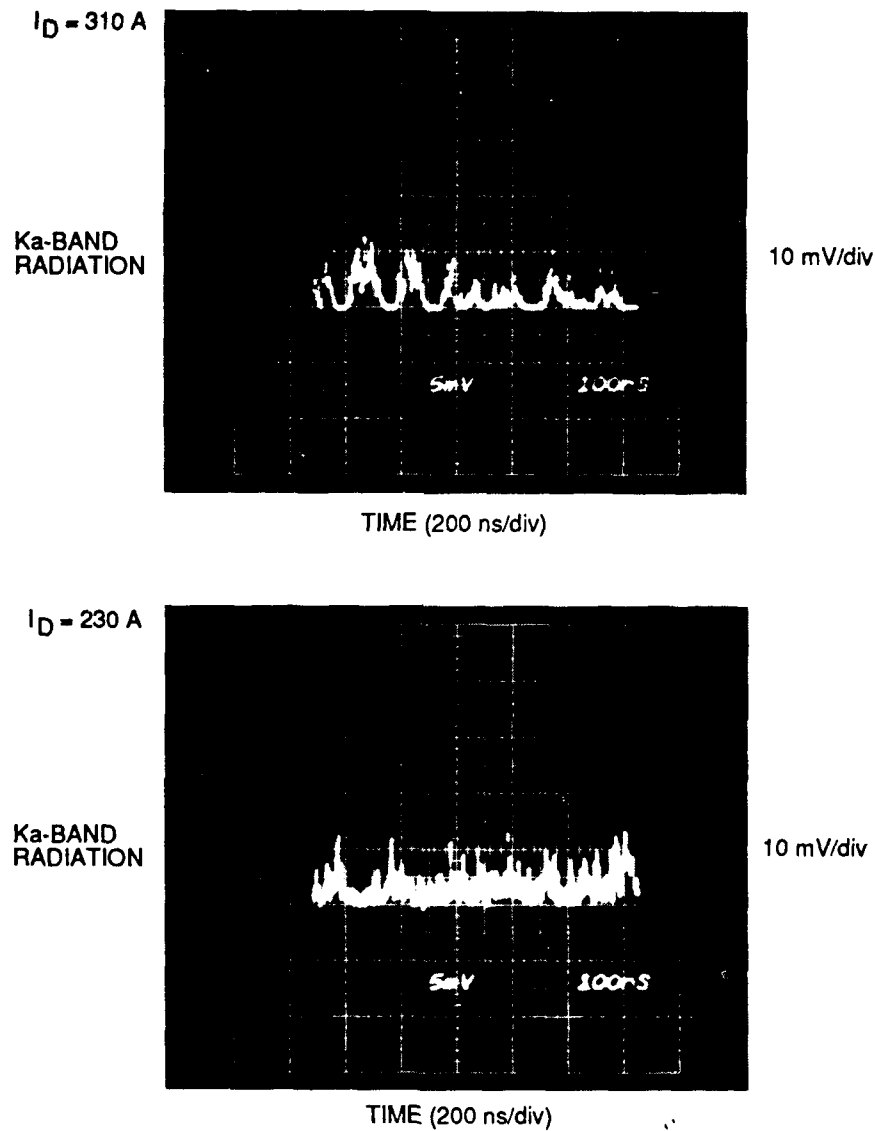 I_D = 310 A
Ka-BAND
RADIATION
10 mV/div
5mV 100nS
TIME (200 ns/div)
I_D = 230 A
Ka-BAND
RADIATION
10 mV/div
5mV 100nS
TIME (200 ns/div)